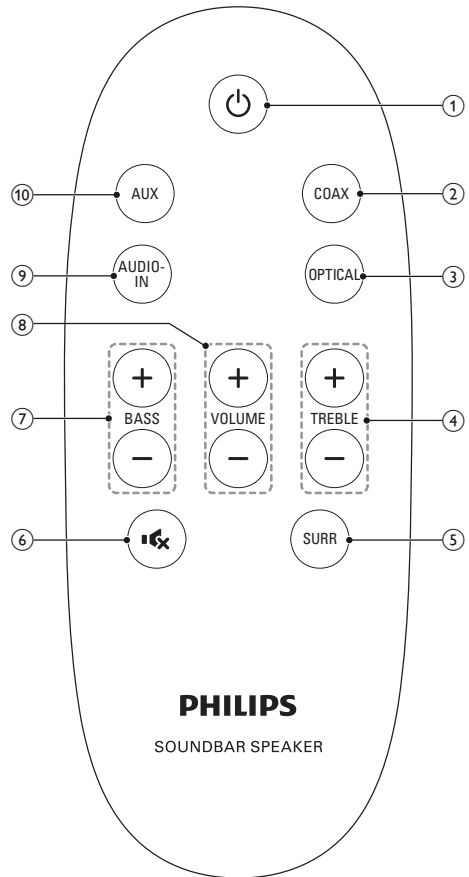 ①
⑩ AUX COAX ②
⑨ AUDIO-
IN OPTICAL ③
⑧
+ + +
⑦ BASS VOLUME TREBLE ④
− − −
⑥ SURR ⑤
PHILIPS
SOUNDBAR SPEAKER